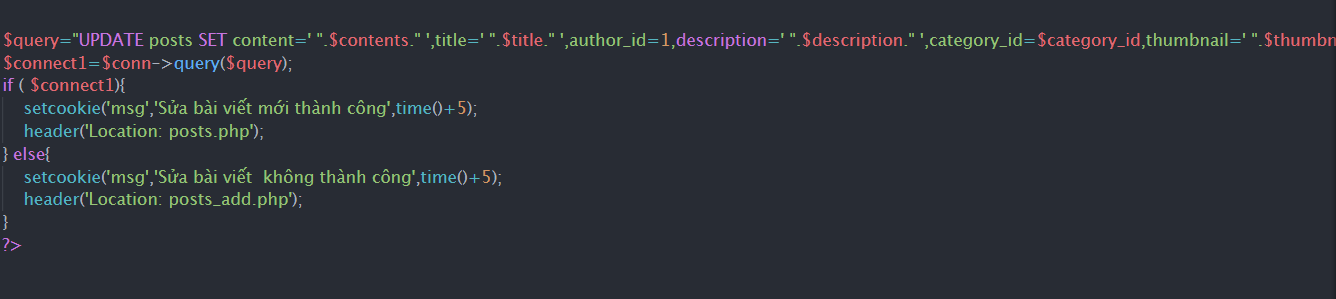 $query="UPDATE posts SET content=' ".$contents." ',title=' ".$title." ',author_id=1,description=' ".$description." ',category_id=$category_id,thumbnail=' ".$thumbn
$connect1=$conn->query($query);
if ( $connect1){
setcookie('msg','Sửa bài viết mới thành công',time()+5);
header('Location: posts.php');
} else{
setcookie('msg','Sửa bài viết  không thành công',time()+5);
header('Location: posts_add.php');
}
?>